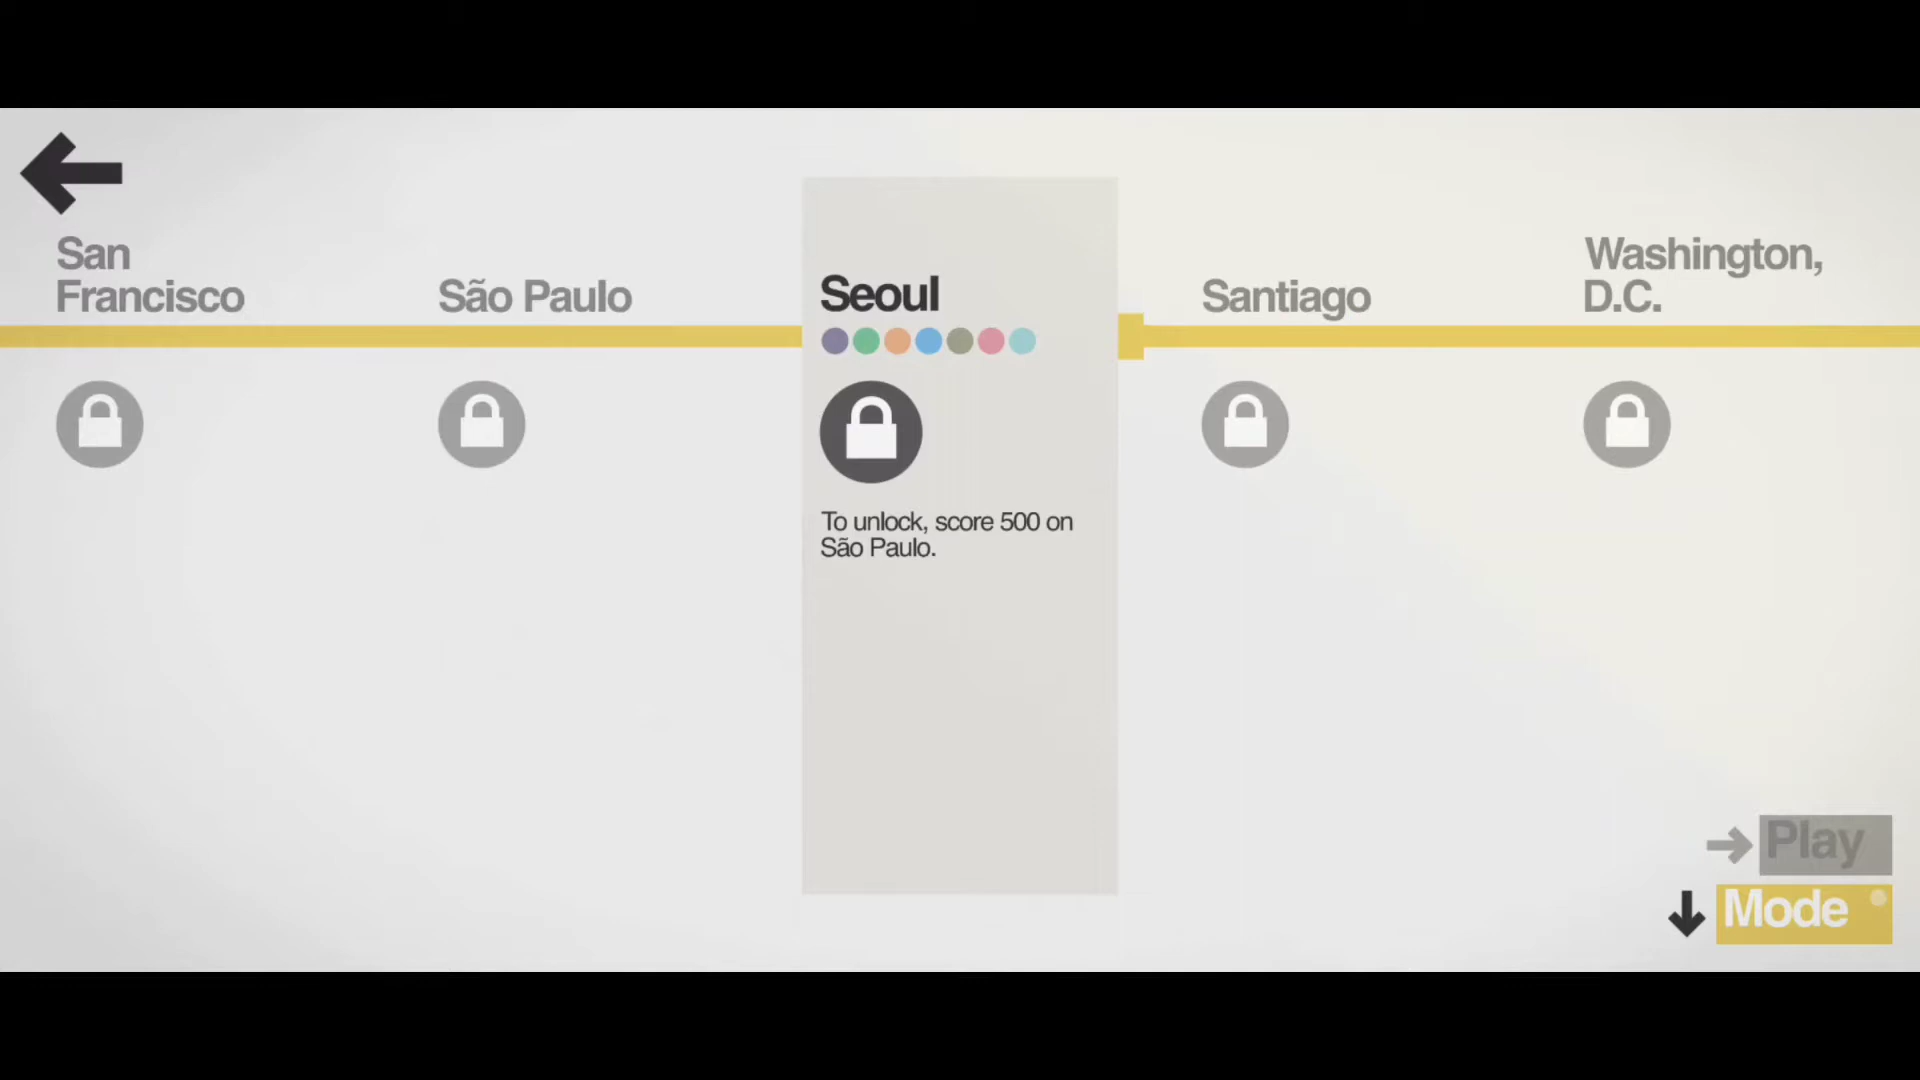 San
Francisco
São Paulo
Seoul
To unlock, score 500 on
São Paulo.
Santiago
Washington,
D.C.
Play
Mode